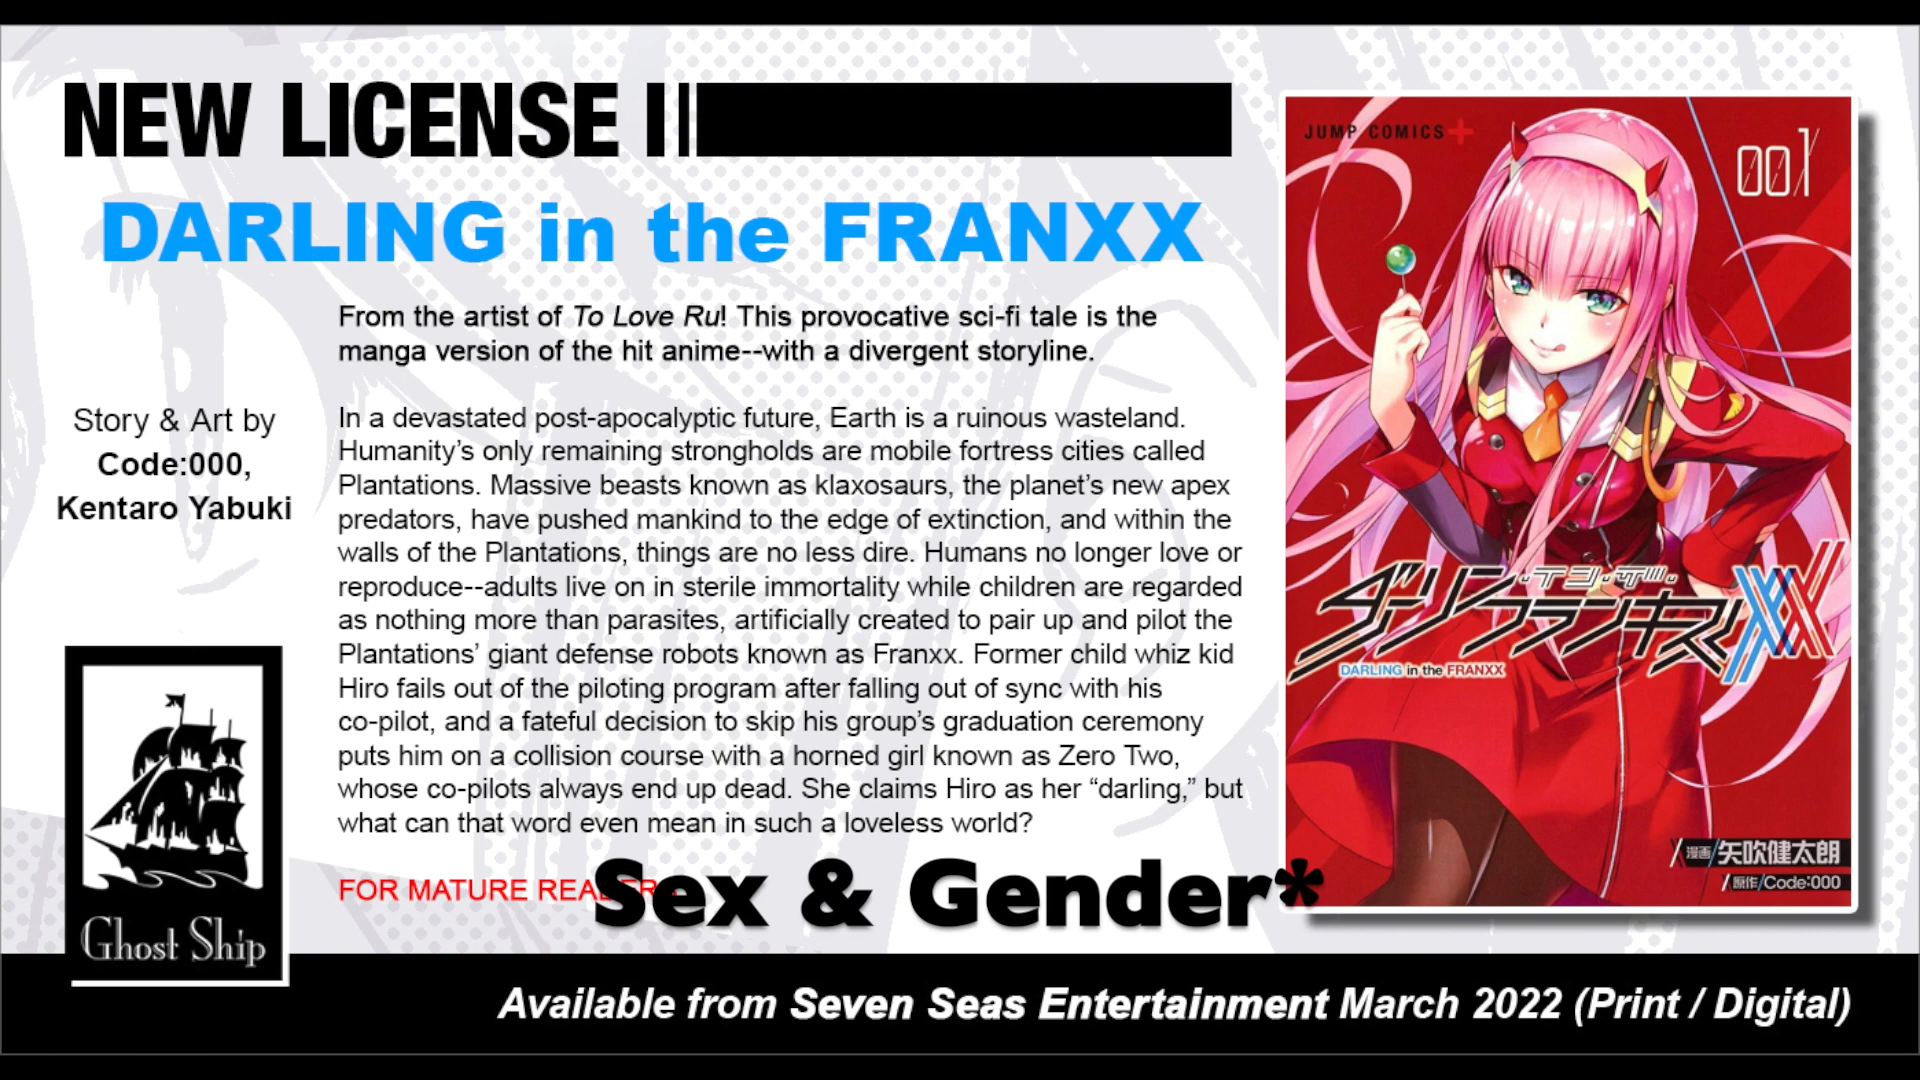 NEW LICENSE
DARLING in the FRANXX
From the artist of To Love Ru! This provocative sci-fi tale is the
manga version of the hit anime--with a divergent storyline.
Story & Art by
Code:000,
Kentaro Yabuki
In a devastated post-apocalyptic future, Earth is a ruinous wasteland.
Humanity's only remaining strongholds are mobile fortress cities called
Plantations. Massive beasts known as klaxosaurs, the planet's new apex
predators, have pushed mankind to the edge of extinction, and within the
walls of the Plantations, things are no less dire. Humans no longer love or
reproduce--adults live on in sterile immortality while children are regarded
as nothing more than parasites, artificially created to pair up and pilot the
Plantations' giant defense robots known as Franxx. Former child whiz kid
Hiro fails out of the piloting program after falling out of sync with his
co-pilot, and a fateful decision to skip his group's graduation ceremony
puts him on a collision course with a horned girl known as Zero Two,
whose co-pilots always end up dead. She claims Hiro as her “darling,” but
what can that word even mean in such a loveless world?
FOR MATURE READERS
Sex & Gender*
Ghost Ship
Available from Seven Seas Entertainment March 2022 (Print / Digital)
JUMP COMICS+
001
ダーリン・イン・ザ・
フランキスXX
DARLING in the FRANXX
漫画/矢吹健太朗
原作/Code:000